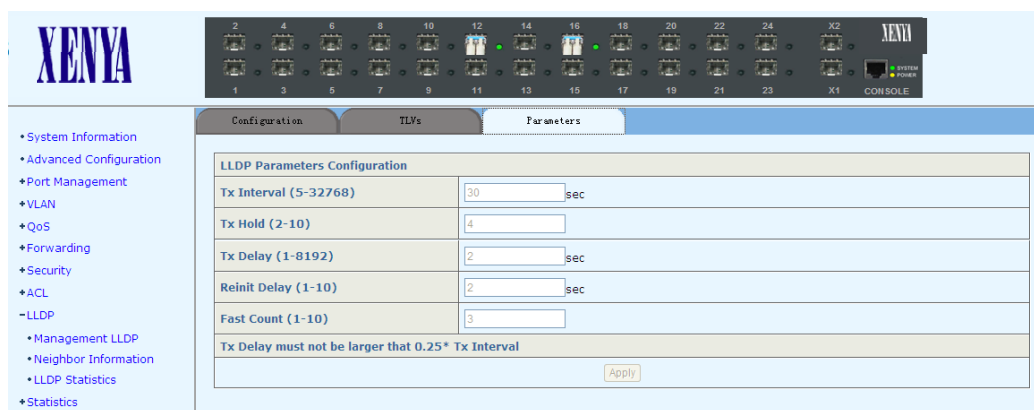 XENYA
2 4 6 8 10 12 14 16 18 20 22 24 X2
XENYA
SYSTEM
POWER
1 3 5 7 9 11 13 15 17 19 21 23 X1 CONSOLE
Configuration TLVs Parameters
System Information
Advanced Configuration
Port Management
VLAN
QoS
Forwarding
Security
ACL
LLDP
Management LLDP
Neighbor Information
LLDP Statistics
Statistics
LLDP Parameters Configuration
Tx Interval (5-32768) 30 sec
Tx Hold (2-10) 4
Tx Delay (1-8192) 2 sec
Reinit Delay (1-10) 2 sec
Fast Count (1-10) 3
Tx Delay must not be larger that 0.25* Tx Interval
Apply